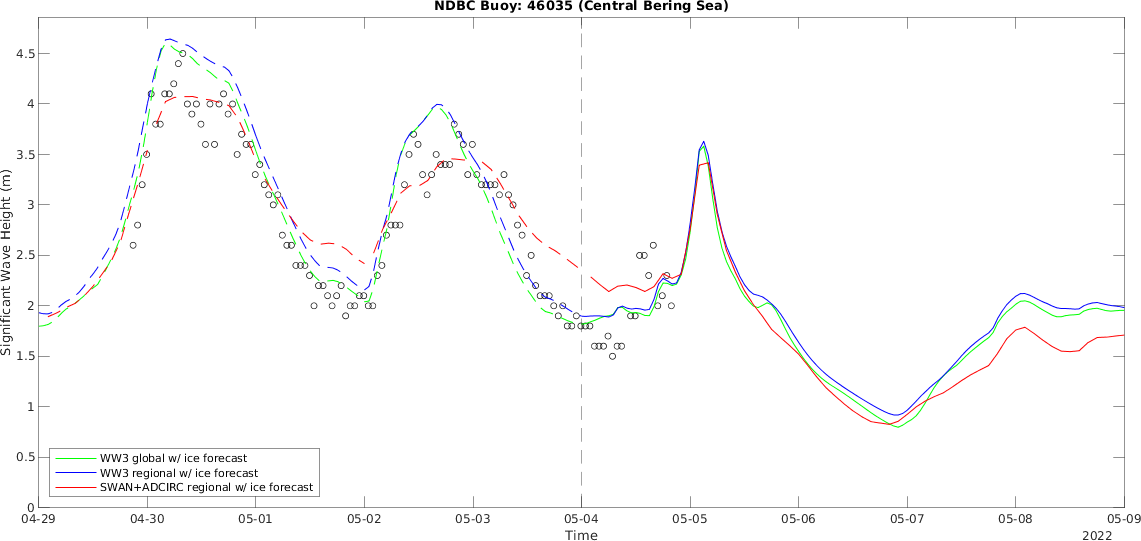 NDBC Buoy: 46035 (Central Bering Sea)
4.5
4
3.5
3
2.5
2
1.5
1
0.5
0
Significant Wave Height (m)
WW3 global w/ ice forecast
WW3 regional w/ ice forecast
SWAN+ADCIRC regional w/ ice forecast
04-29 04-30 05-01 05-02 05-03 05-04 05-05 05-06 05-07 05-08 05-09
Time
2022